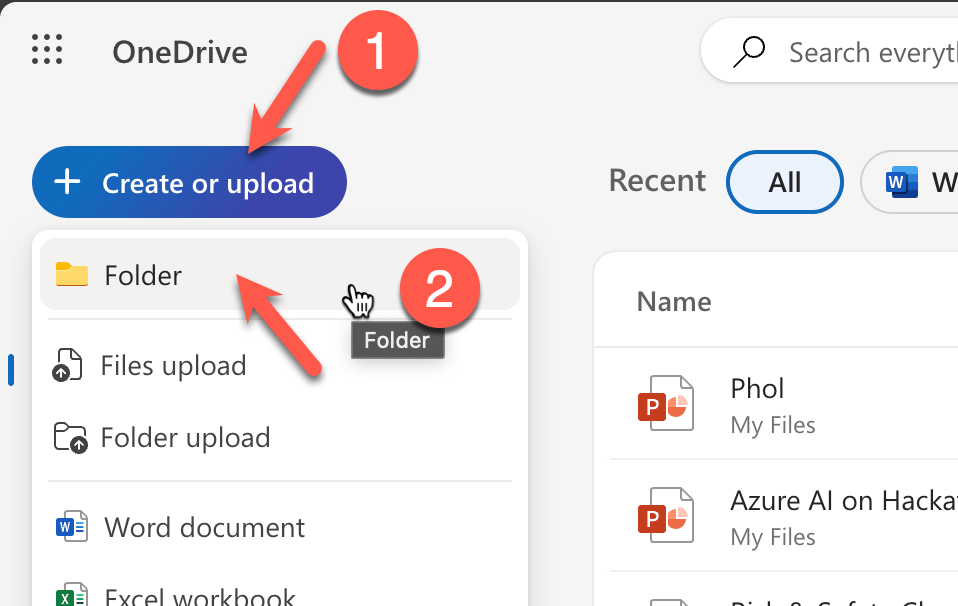 OneDrive
1
Search everyt
Create or upload
Recent
All
W
W
Folder
2
Folder
Name
Files upload
P
Phol
My Files
Folder upload
W
Word document
P
Azure AI on Hacka
My Files
X
Excel workbook